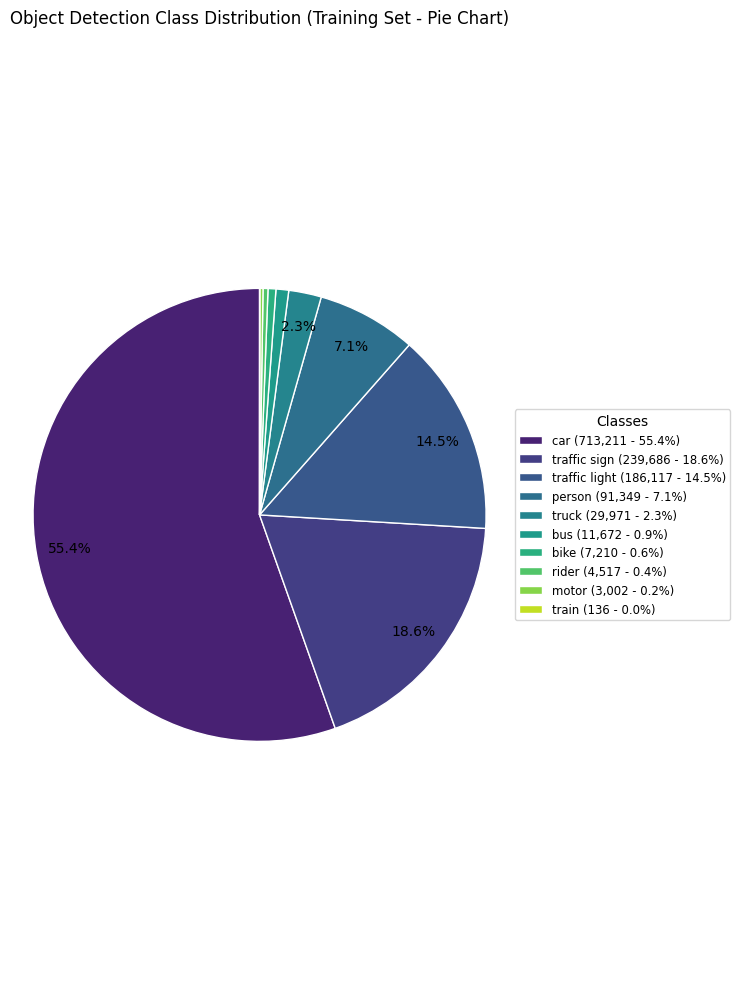 Object Detection Class Distribution (Training Set - Pie Chart)
2.3%
7.1%
14.5%
55.4%
18.6%
Classes
car (713,211 - 55.4%)
traffic sign (239,686 - 18.6%)
traffic light (186,117 - 14.5%)
person (91,349 - 7.1%)
truck (29,971 - 2.3%)
bus (11,672 - 0.9%)
bike (7,210 - 0.6%)
rider (4,517 - 0.4%)
motor (3,002 - 0.2%)
train (136 - 0.0%)